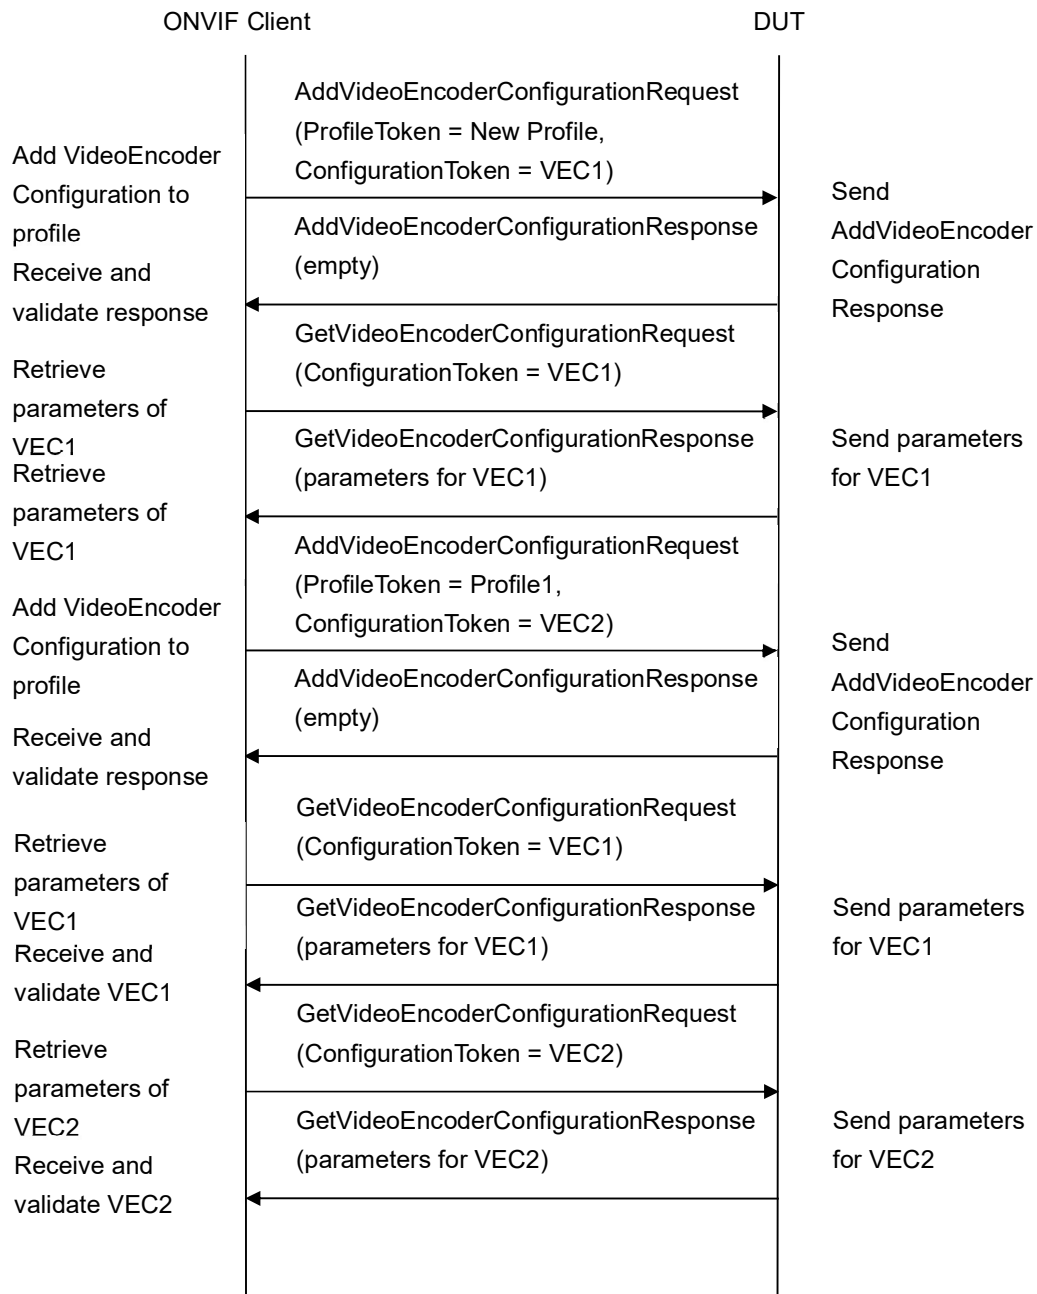 ONVIF Client
DUT
AddVideoEncoderConfigurationRequest
(ProfileToken = New Profile,
ConfigurationToken = VEC1)
Add VideoEncoder
Configuration to
profile
Send
AddVideoEncoder
Configuration
Response
AddVideoEncoderConfigurationResponse
(empty)
Receive and
validate response
GetVideoEncoderConfigurationRequest
(ConfigurationToken = VEC1)
Retrieve
parameters of
VEC1
GetVideoEncoderConfigurationResponse
(parameters for VEC1)
Send parameters
for VEC1
Retrieve
parameters of
VEC1
AddVideoEncoderConfigurationRequest
(ProfileToken = Profile1,
ConfigurationToken = VEC2)
Add VideoEncoder
Configuration to
profile
Send
AddVideoEncoder
Configuration
Response
AddVideoEncoderConfigurationResponse
(empty)
Receive and
validate response
GetVideoEncoderConfigurationRequest
(ConfigurationToken = VEC1)
Retrieve
parameters of
VEC1
GetVideoEncoderConfigurationResponse
(parameters for VEC1)
Send parameters
for VEC1
Receive and
validate VEC1
GetVideoEncoderConfigurationRequest
(ConfigurationToken = VEC2)
Retrieve
parameters of
VEC2
GetVideoEncoderConfigurationResponse
(parameters for VEC2)
Send parameters
for VEC2
Receive and
validate VEC2